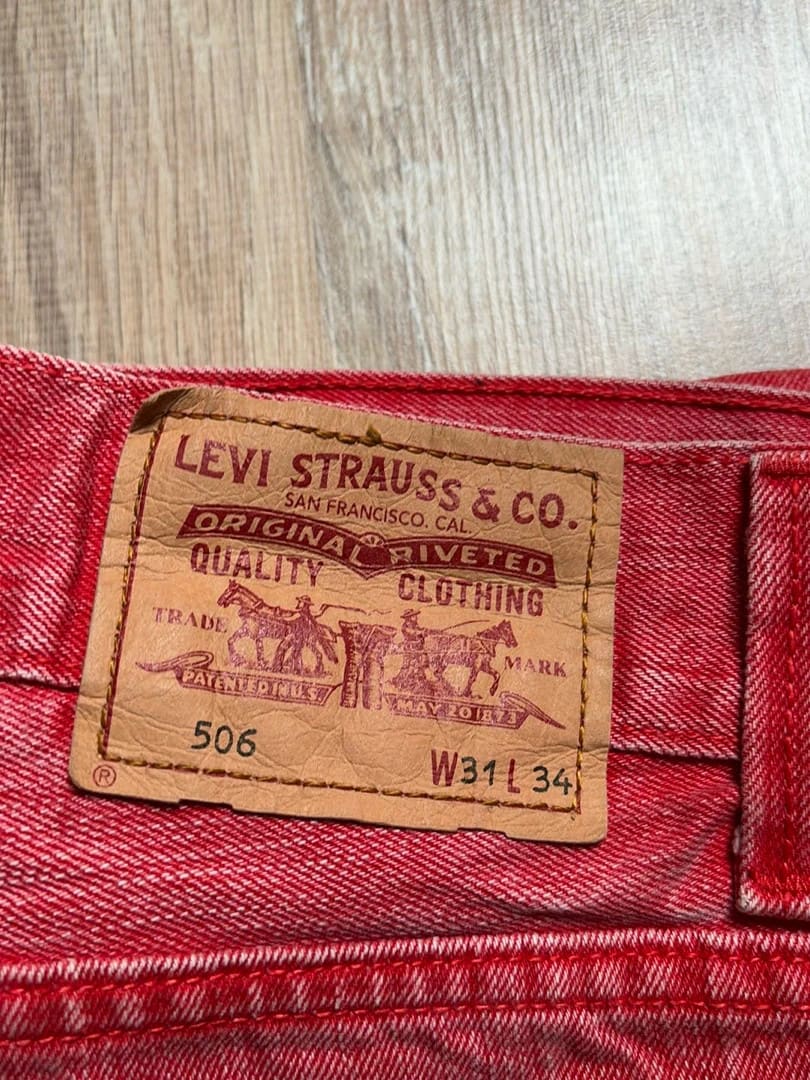 LEVI STRAUSS & CO.
SAN FRANCISCO. CAL.
ORIGINAL RIVETED
QUALITY CLOTHING
TRADE MARK
PATENTED IN U.S. MAY 20 1873
506 W31 L 34
®